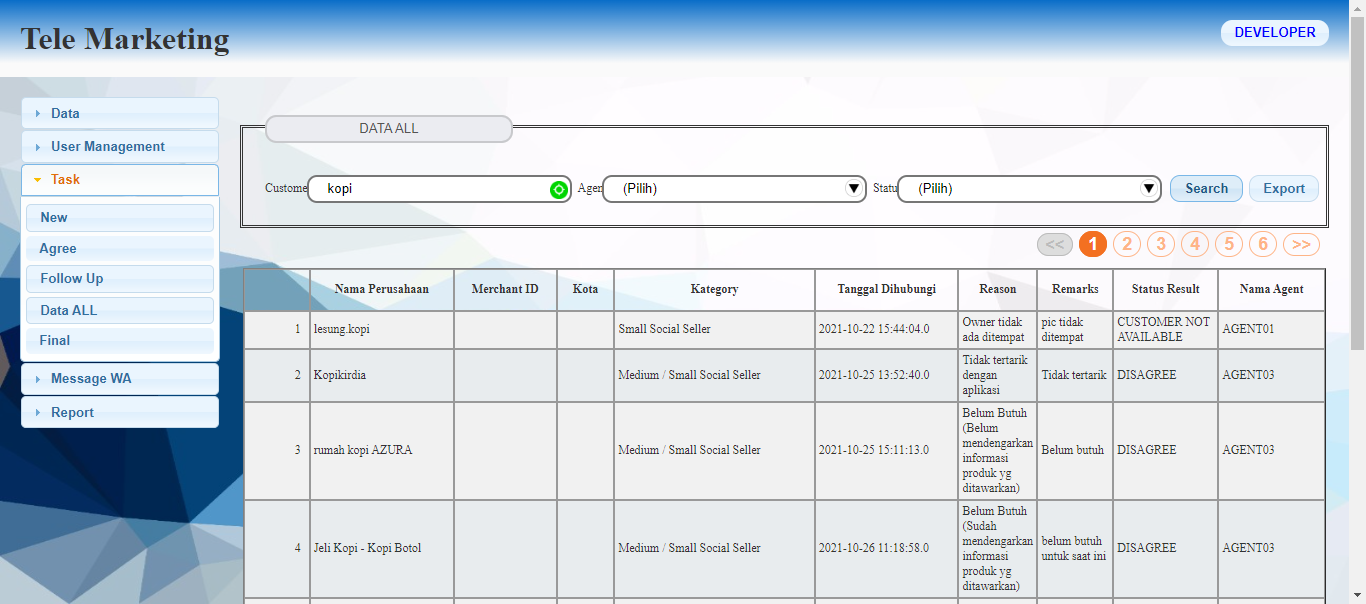 Tele Marketing
DEVELOPER
Data
User Management
Task
New
Agree
Follow Up
Data ALL
Final
Message WA
Report
DATA ALL
Custome kopi Agen (Pilih) Statu (Pilih) Search Export
<< 1 2 3 4 5 6 >>
Nama Perusahaan Merchant ID Kota Kategory Tanggal Dihubungi Reason Remarks Status Result Nama Agent
1 lesung.kopi Small Social Seller 2021-10-22 15:44:04.0 Owner tidak ada ditempat pic tidak ditempat CUSTOMER NOT AVAILABLE AGENT01
2 Kopikirdia Medium / Small Social Seller 2021-10-25 13:52:40.0 Tidak tertarik dengan aplikasi Tidak tertarik DISAGREE AGENT03
3 rumah kopi AZURA Medium / Small Social Seller 2021-10-25 15:11:13.0 Belum Butuh (Belum mendengarkan informasi produk yg ditawarkan) Belum butuh DISAGREE AGENT03
4 Jeli Kopi - Kopi Botol Medium / Small Social Seller 2021-10-26 11:18:58.0 Belum Butuh (Sudah mendengarkan informasi produk yg ditawarkan) belum butuh untuk saat ini DISAGREE AGENT03